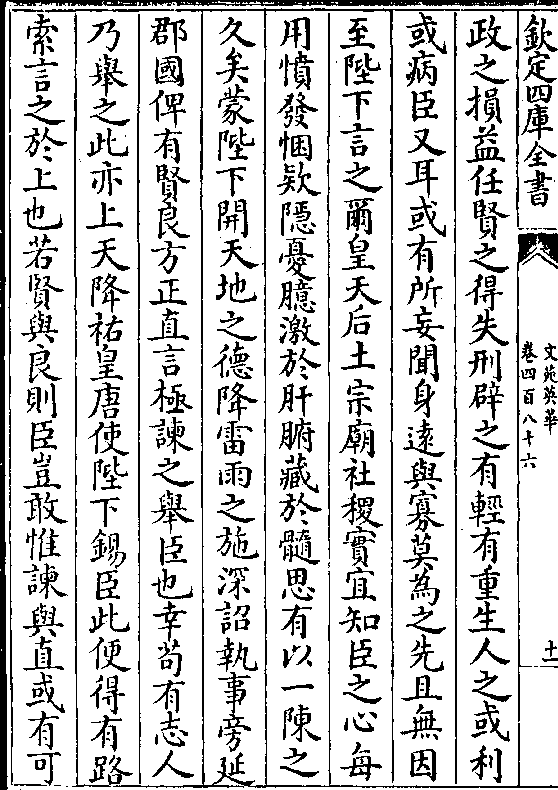 欽定四庫全書
文苑英華
卷四百八十六
十一
政之損益任賢之得失刑辟之有輕有重生人之或利
或病臣又耳或有所妄聞身遠與寡莫為之先且無因
至陛下言之爾皇天后土宗廟社稷實宜知臣之心每
用憤發悃欵隱憂臆激於肝腑藏於髓思有以一陳之
久矣蒙陛下開天地之德降雷雨之施深詔執事旁延
郡國俾有賢良方正直言極諫之舉臣也幸茍有志人
乃舉之此亦上天降祐皇唐使陛下錫臣此便得有路
索言之於上也若賢與良則臣豈敢惟諫與直或有可